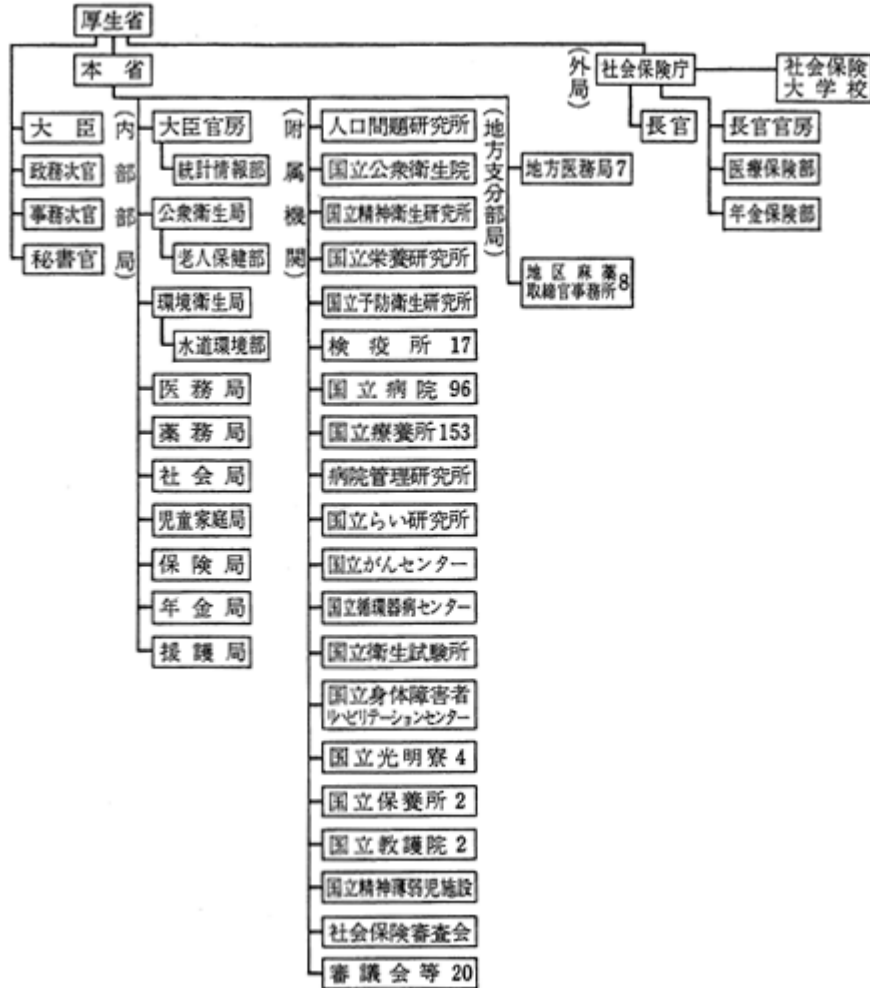 厚生省
本省
大臣
政務次官
事務次官
秘書官
(内部部局)
大臣官房
統計情報部
公衆衛生局
老人保健部
環境衛生局
水道環境部
医務局
薬務局
社会局
児童家庭局
保険局
年金局
援護局
(附属機関)
人口問題研究所
国立公衆衛生院
国立精神衛生研究所
国立栄養研究所
国立予防衛生研究所
検疫所 17
国立病院 96
国立療養所 153
病院管理研究所
国立らい研究所
国立がんセンター
国立循環器病センター
国立衛生試験所
国立身体障害者
リハビリテーションセンター
国立光明寮 4
国立保養所 2
国立教護院 2
国立精神薄弱児施設
社会保険審査会
審議会等 20
(地方支分部局)
地方医務局 7
地区麻薬
取締官事務所 8
(外局)
社会保険庁
社会保険
大学校
長官
長官官房
医療保険部
年金保険部